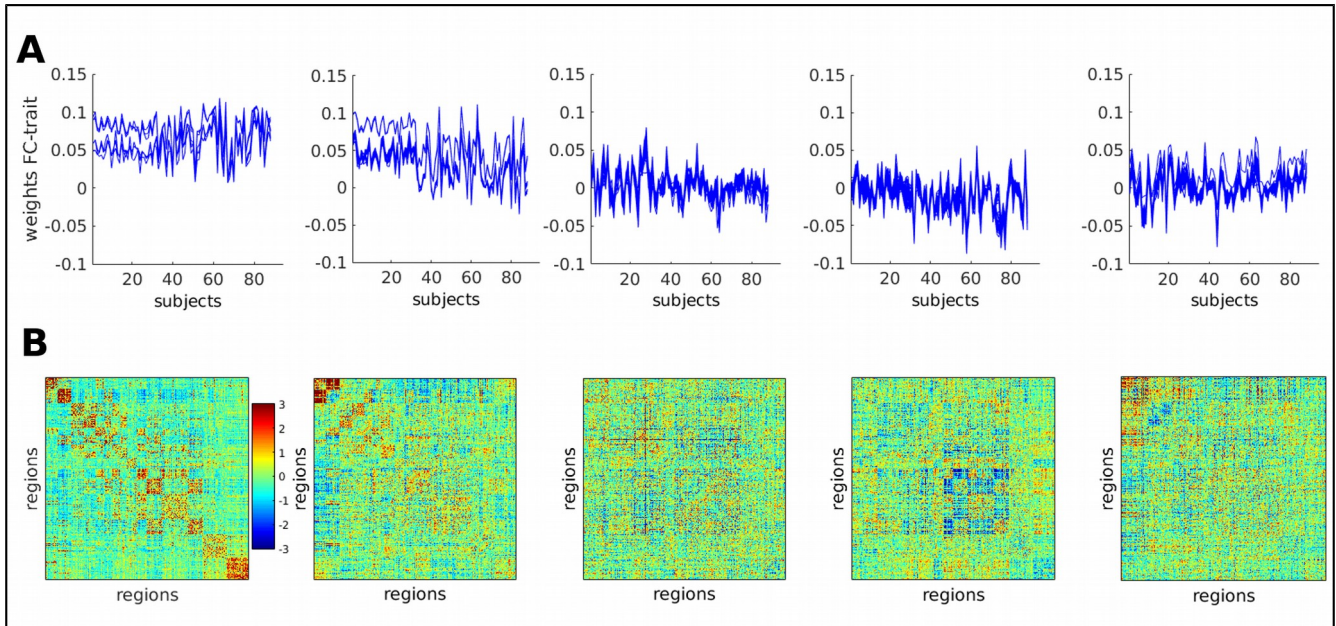 A
0.15 0.15 0.15 0.15 0.15
0.1 0.1 0.1 0.1 0.1
0.05 0.05 0.05 0.05 0.05
0 0 0 0 0
0.05 -0.05 -0.05 -0.05 -0.05
-0.1 -0.1 -0.1 -0.1 -0.1
weights FC-trait
20 40 60 80 20 40 60 80 20 40 60 80 20 40 60 80 20 40 60 80
subjects subjects subjects subjects subjects
B
regions regions regions regions regions
3
2
1
0
-1
-2
-3
regions regions regions regions regions